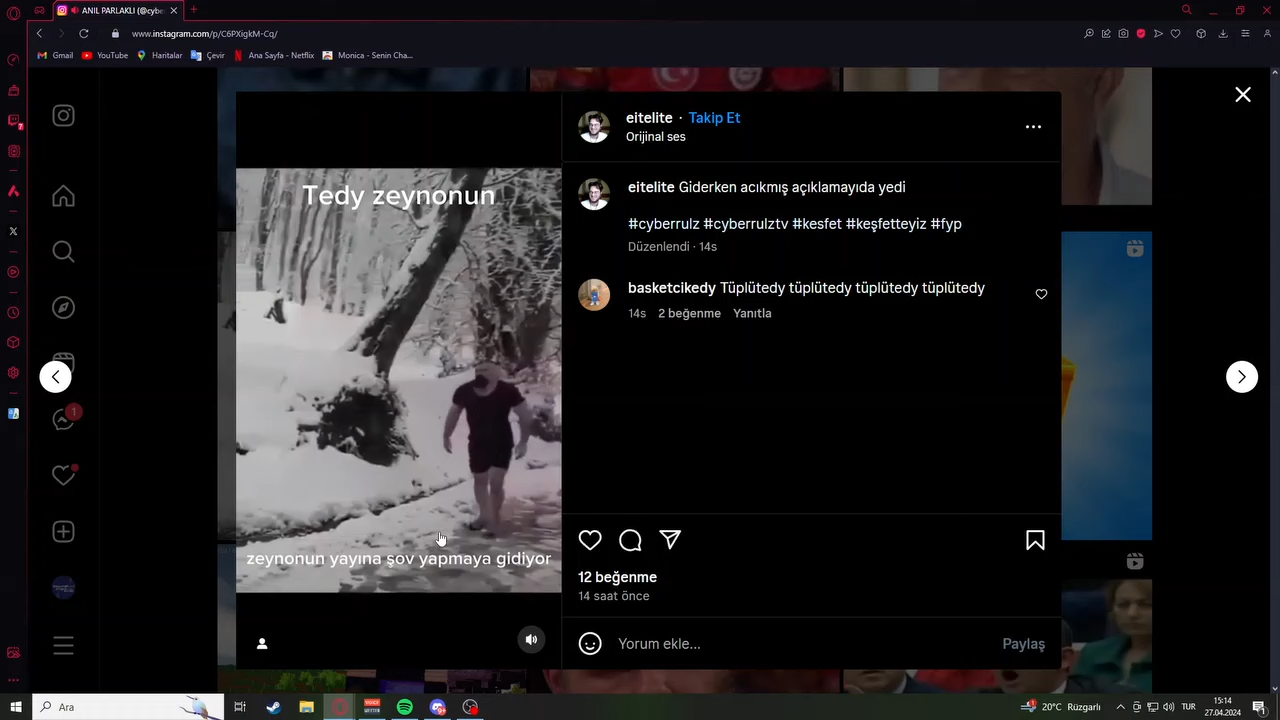 ANIL PARLAKLI (@cybe
www.instagram.com/p/C6PXigkM-Cq/
Gmail
YouTube
Haritalar
Çevir
Ana Sayfa - Netflix
Monica - Senin Cha...
eitelite · Takip Et
Orijinal ses
Tedy zeynonun
eitelite Giderken acıkmış açıklamayıda yedi
#cyberrulz #cyberrulztv #kesfet #keşfetteyiz #fyp
Düzenlendi · 14s
basketcikedy Tüplütedy tüplütedy tüplütedy tüplütedy
14s 2 beğenme Yanıtla
1
zeynonun yayına şov yapmaya gidiyor
12 beğenme
14 saat önce
Yorum ekle...
Paylaş
Ara
20°C Rüzgarlı
TUR
15:14
27.04.2024